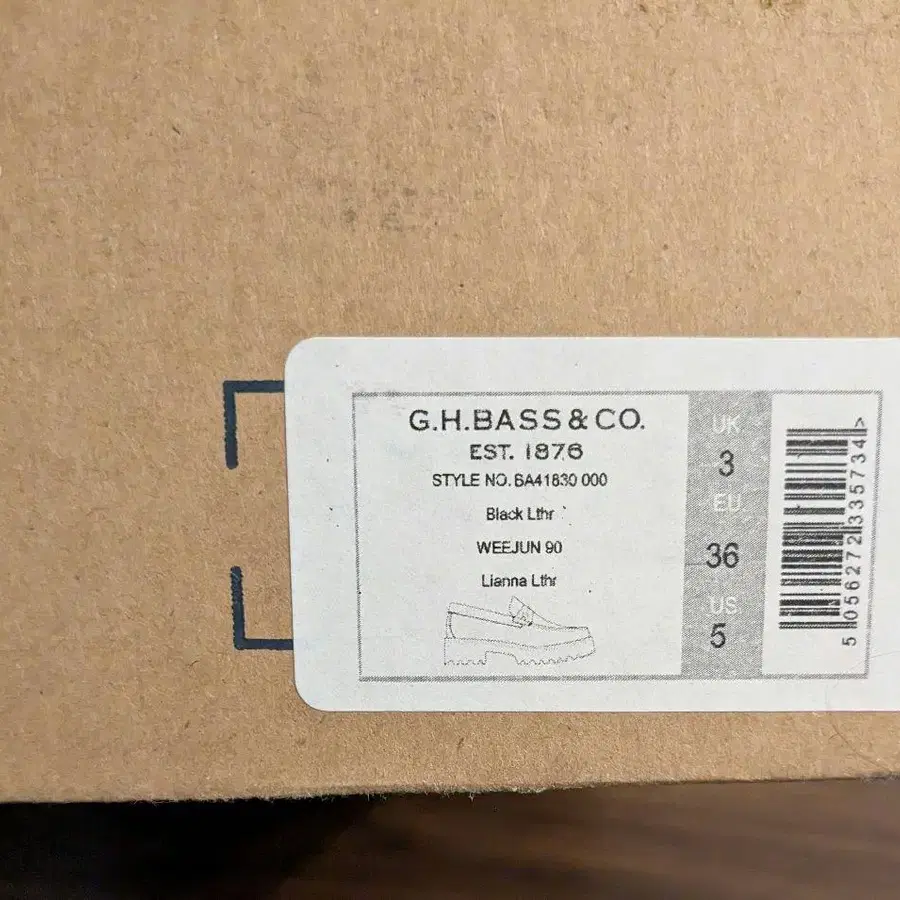 G.H.BASS & CO.
EST. 1876
STYLE NO. BA41830 000
Black Lthr
WEEJUN 90
Lianna Lthr
UK
3
EU
36
US
5
5 056272 335734 >